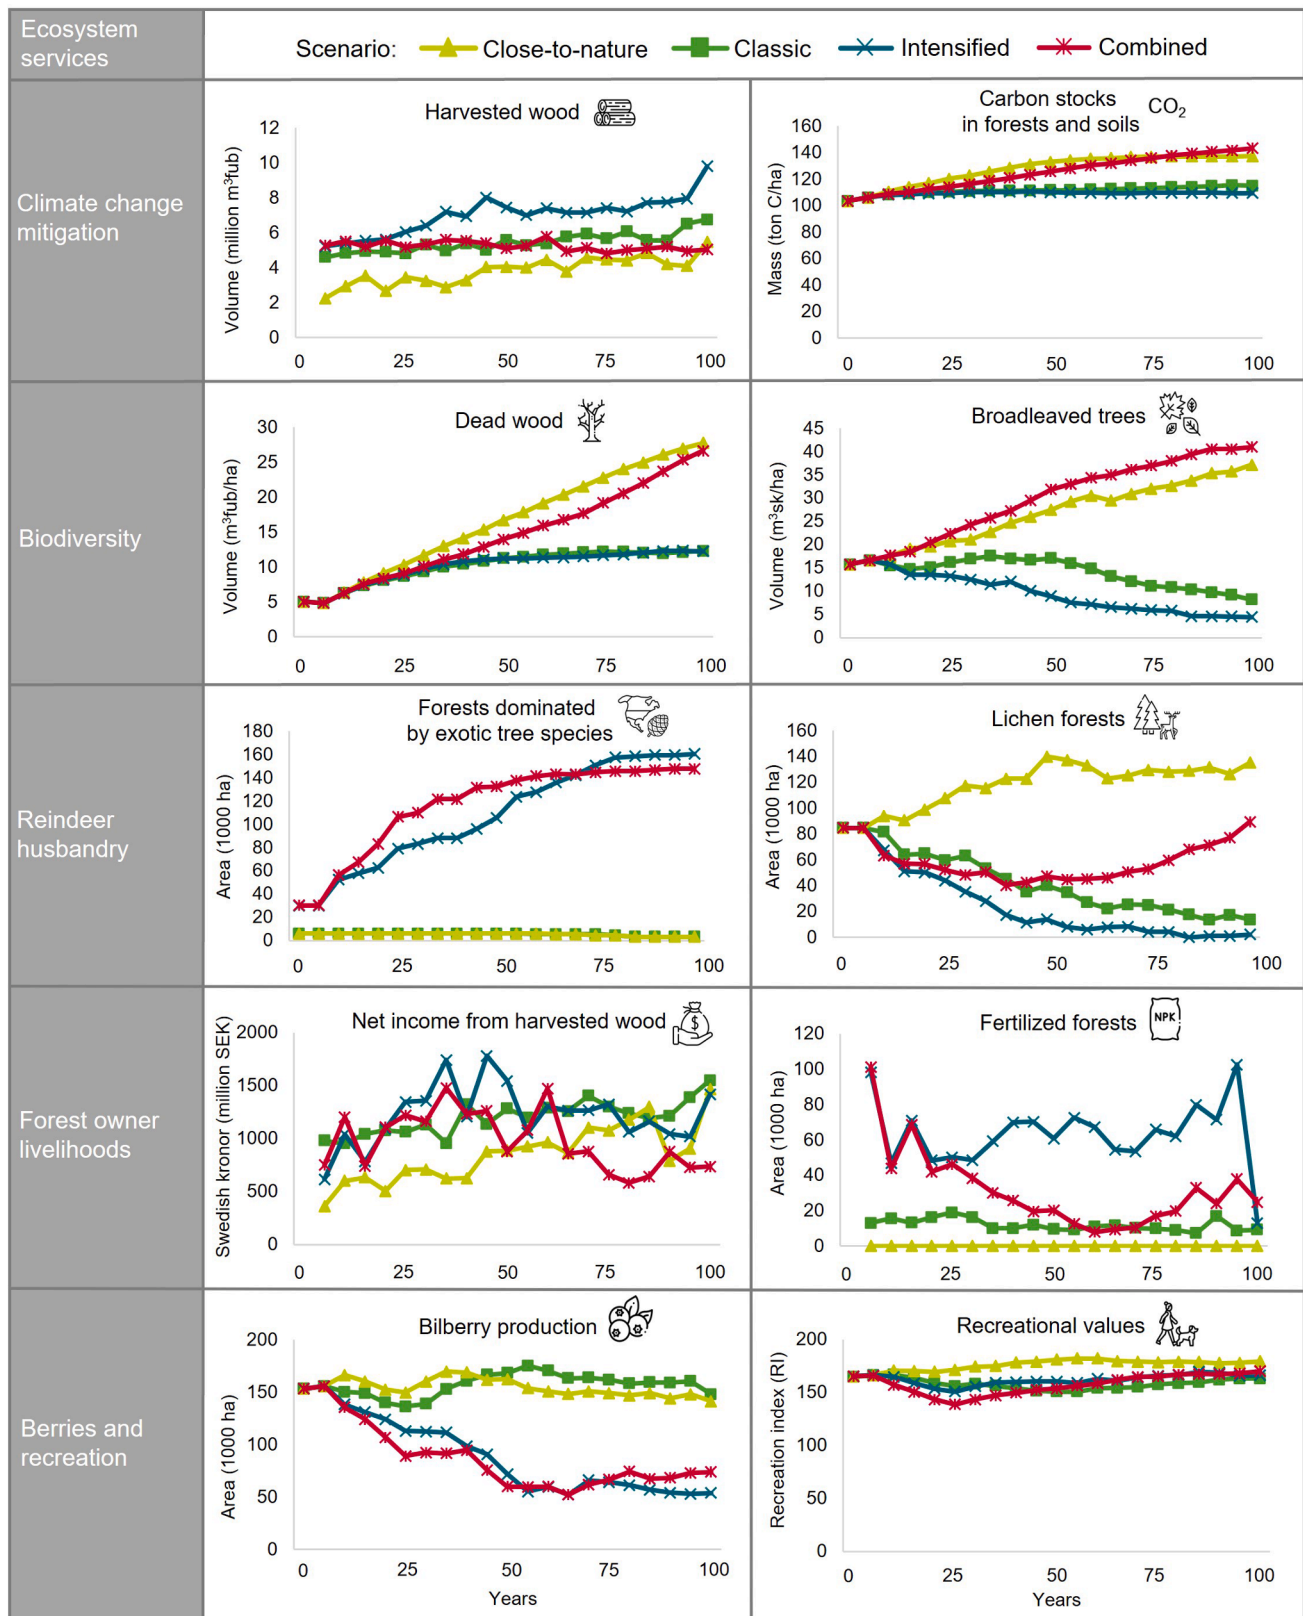 Ecosystem
services
Scenario: Close-to-nature Classic Intensified Combined
Climate change
mitigation
Harvested wood
Volume (million m³fub)
12
10
8
6
4
2
0
0 25 50 75 100
Carbon stocks
in forests and soils
CO₂
Mass (ton C/ha)
160
140
120
100
80
60
40
20
0
0 25 50 75 100
Biodiversity
Dead wood
Volume (m³fub/ha)
30
25
20
15
10
5
0
0 25 50 75 100
Broadleaved trees
Volume (m³sk/ha)
45
40
35
30
25
20
15
10
5
0
0 25 50 75 100
Reindeer
husbandry
Forests dominated
by exotic tree species
Area (1000 ha)
180
160
140
120
100
80
60
40
20
0
0 25 50 75 100
Lichen forests
Area (1000 ha)
160
140
120
100
80
60
40
20
0
0 25 50 75 100
Forest owner
livelihoods
Net income from harvested wood
$
Swedish kronor (million SEK)
2000
1500
1000
500
0
0 25 50 75 100
Fertilized forests
NPK
Area (1000 ha)
120
100
80
60
40
20
0
0 25 50 75 100
Berries and
recreation
Bilberry production
Area (1000 ha)
200
150
100
50
0
0 25 50 75 100
Years
Recreational values
Recreation index (RI)
200
150
100
50
0
0 25 50 75 100
Years